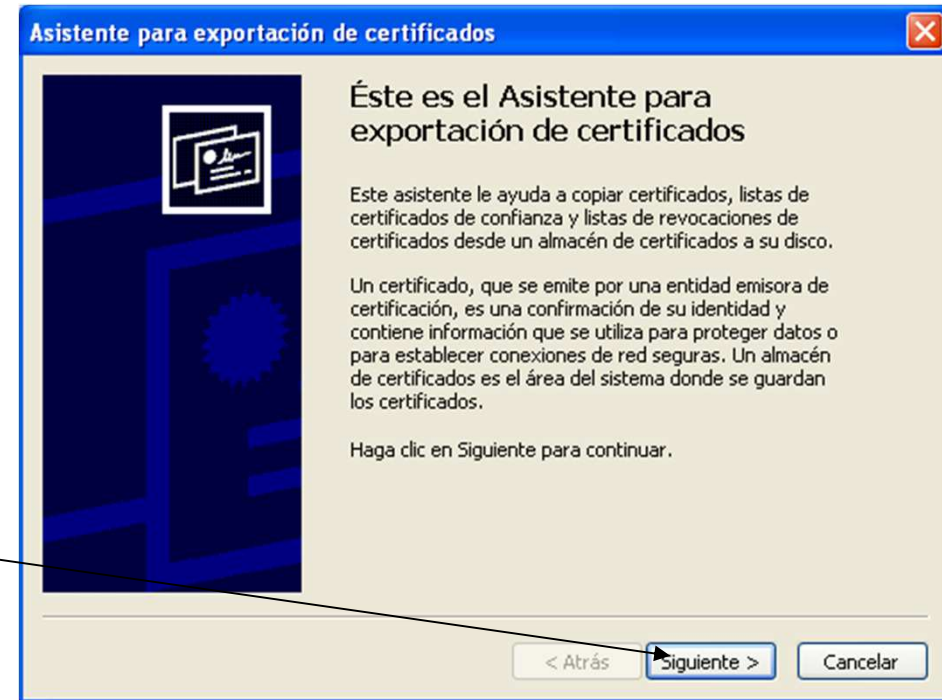 Asistente para exportación de certificados
Éste es el Asistente para
exportación de certificados
Este asistente le ayuda a copiar certificados, listas de
certificados de confianza y listas de revocaciones de
certificados desde un almacén de certificados a su disco.
Un certificado, que se emite por una entidad emisora de
certificación, es una confirmación de su identidad y
contiene información que se utiliza para proteger datos o
para establecer conexiones de red seguras. Un almacén
de certificados es el área del sistema donde se guardan
los certificados.
Haga clic en Siguiente para continuar.
< Atrás Siguiente > Cancelar